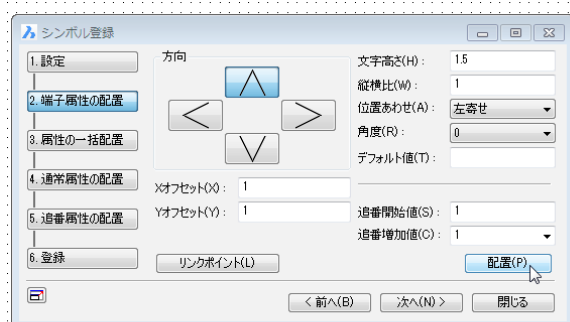 シンボル登録
1.設定
2.端子属性の配置
3.属性の一括配置
4.通常属性の配置
5.追番属性の配置
6.登録
方向
Xオフセット(X)： 1
Yオフセット(Y)： 1
リンクポイント(L)
文字高さ(H)： 1.5
縦横比(W)： 1
位置あわせ(A)： 左寄せ
角度(R)： 0
デフォルト値(T)：
追番開始値(S)： 1
追番増加値(C)： 1
配置(P)
< 前へ(B)
次へ(N) >
閉じる